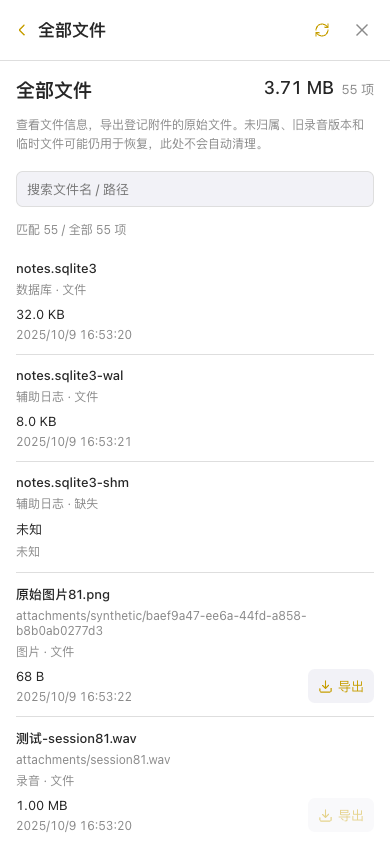 全部文件
全部文件 3.71 MB 55 项
查看文件信息，导出登记附件的原始文件。未归属、旧录音版本和
临时文件可能仍用于恢复，此处不会自动清理。
搜索文件名 / 路径
匹配 55 / 全部 55 项
notes.sqlite3
数据库 · 文件
32.0 KB
2025/10/9 16:53:20
notes.sqlite3-wal
辅助日志 · 文件
8.0 KB
2025/10/9 16:53:21
notes.sqlite3-shm
辅助日志 · 缺失
未知
未知
原始图片81.png
attachments/synthetic/baef9a47-ee6a-44fd-a858-
b8b0ab0277d3
图片 · 文件
68 B
2025/10/9 16:53:22
导出
测试-session81.wav
attachments/session81.wav
录音 · 文件
1.00 MB
2025/10/9 16:53:20
导出